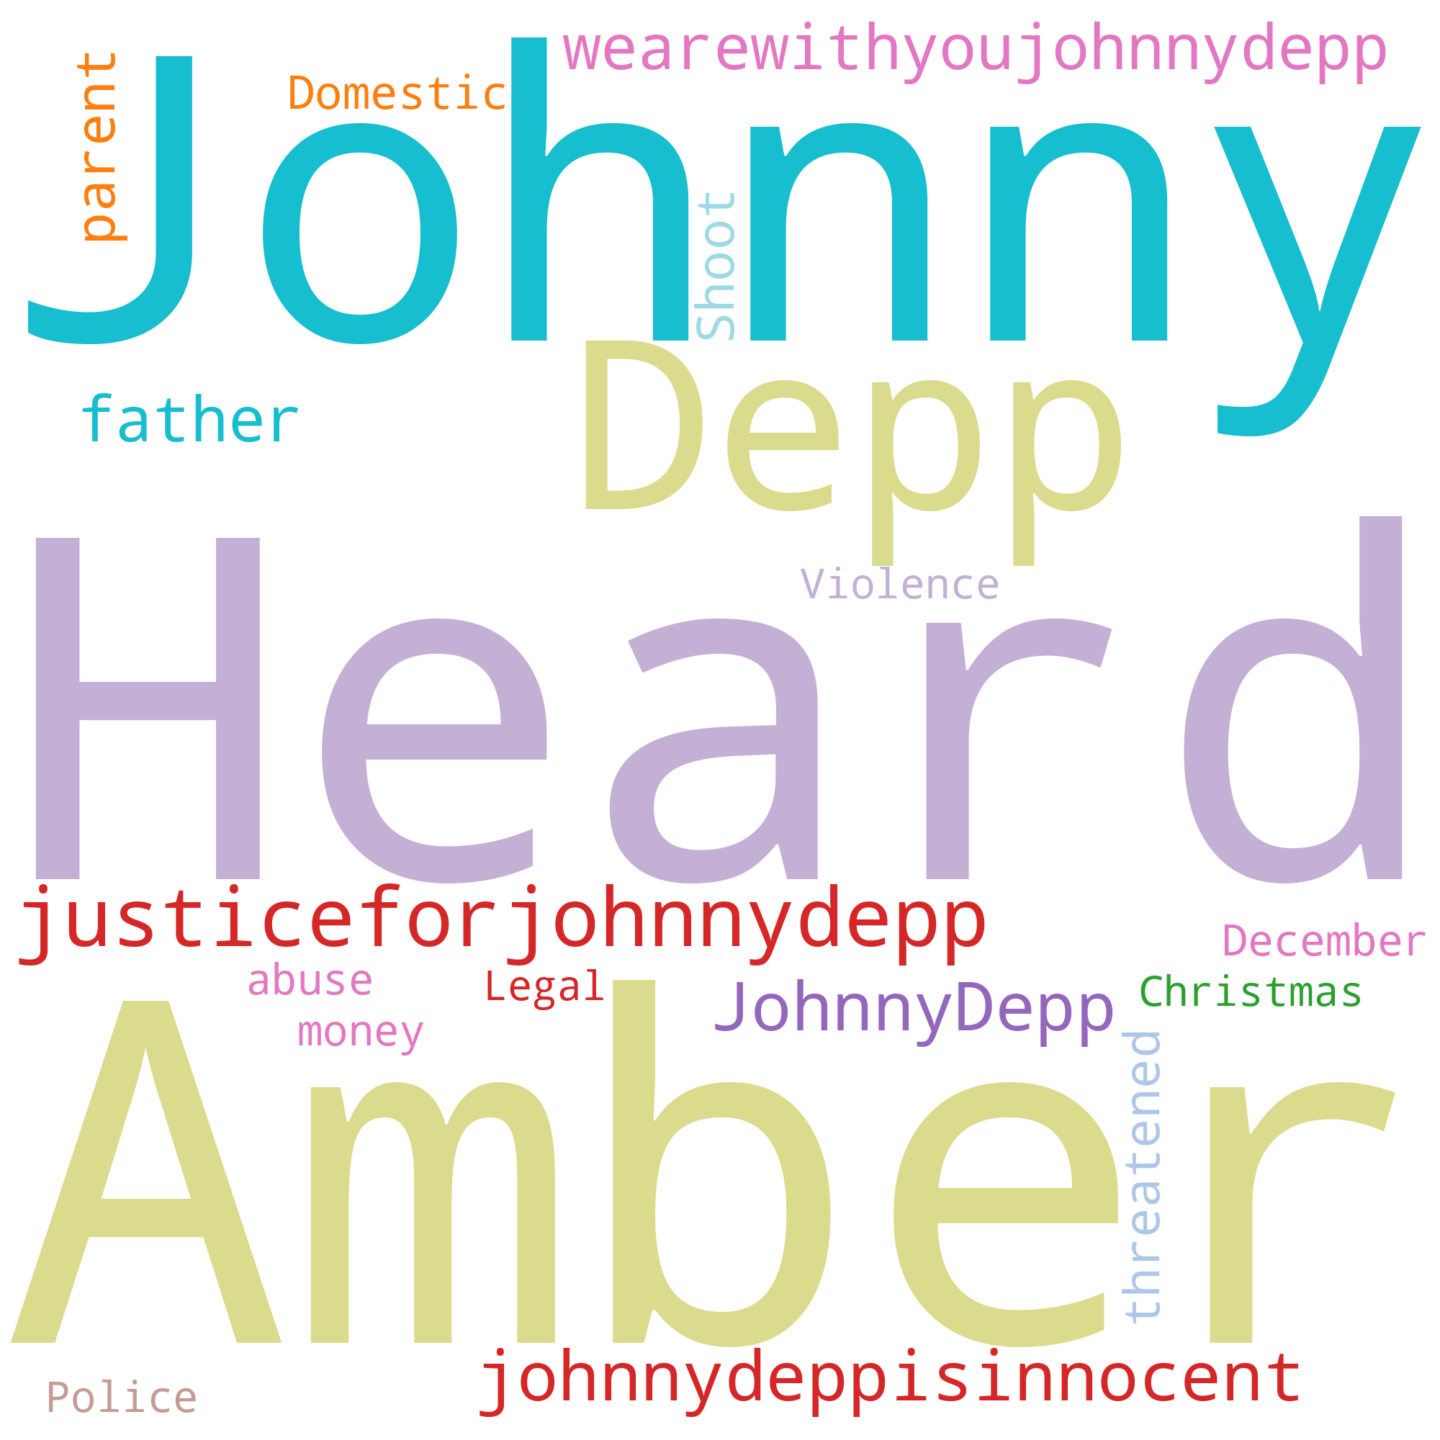 wearewithyoujohnnydepp
parent
Domestic
Johnny
Shoot
father
Depp
Violence
Heard
justiceforjohnnydepp
December
abuse
Legal
JohnnyDepp
Christmas
money
threatened
Amber
johnnydeppisinnocent
Police